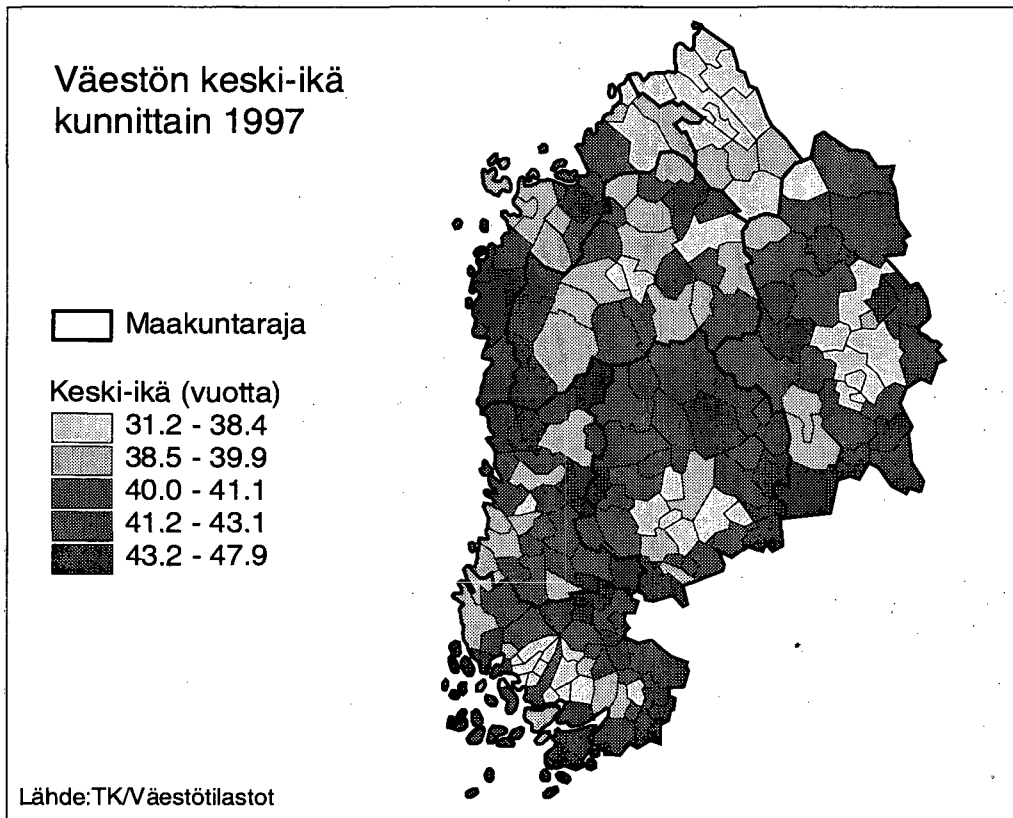 Väestön keski-ikä
kunnittain 1997
Maakuntaraja
Keski-ikä (vuotta)
31.2 - 38.4
38.5 - 39.9
40.0 - 41.1
41.2 - 43.1
43.2 - 47.9
Lähde:TK/Väestötilastot